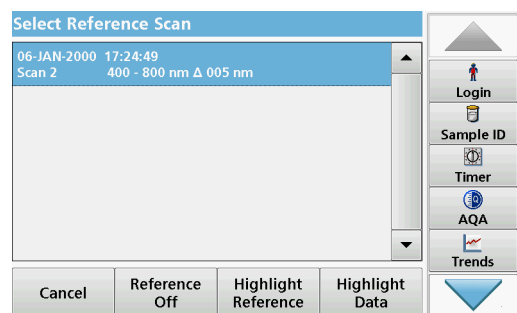 Select Reference Scan
06-JAN-2000 17:24:49
Scan 2 400 - 800 nm Δ 005 nm
Login
Sample ID
Timer
AQA
Trends
Cancel
Reference
Off
Highlight
Reference
Highlight
Data